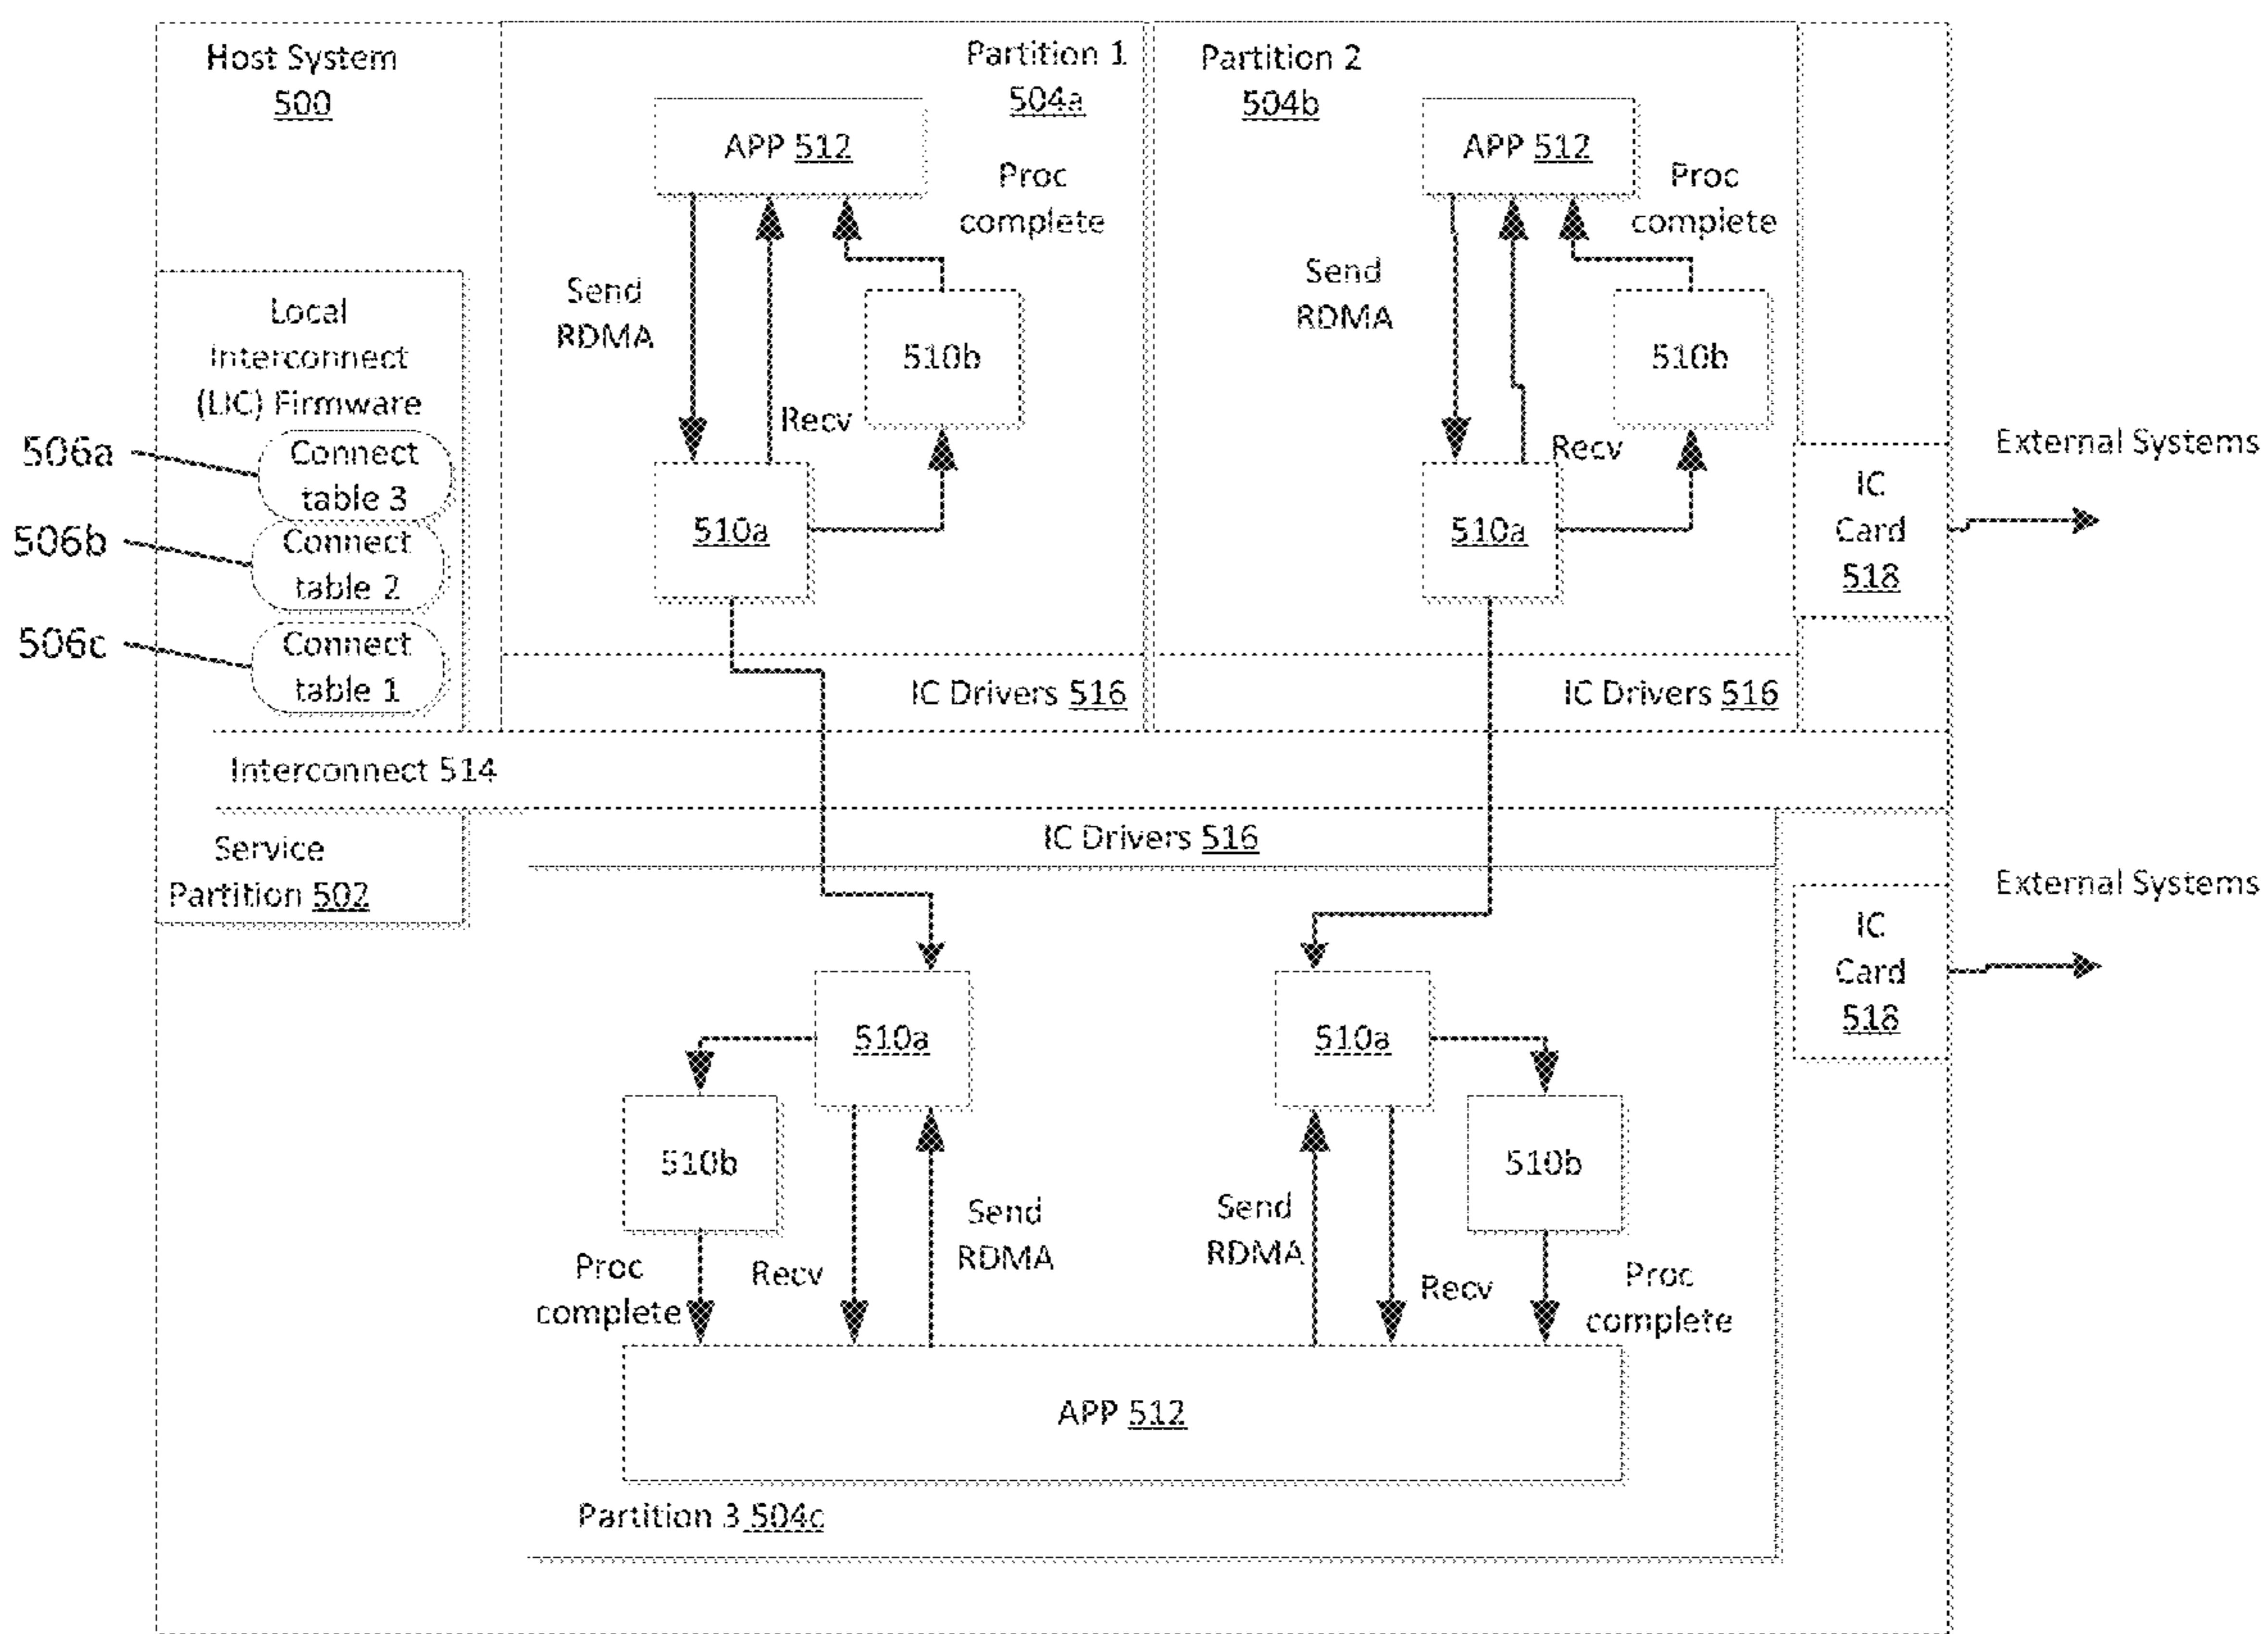 Host System
500
Partition 1
504a
Partition 2
504b
APP 512
Proc
complete
Send
RDMA
510b
Recv
510a
IC Drivers 516
APP 512
Proc
complete
Send
RDMA
510b
Recv
510a
IC Drivers 516
Local
Interconnect
(LIC) Firmware
506a
Connect
table 3
506b
Connect
table 2
506c
Connect
table 1
IC
Card
518
External Systems
Interconnect 514
Service
Partition 502
IC Drivers 516
IC
Card
518
External Systems
510a
510b
Proc
complete
Recv
Send
RDMA
510a
510b
Send
RDMA
Recv
Proc
complete
APP 512
Partition 3 504c